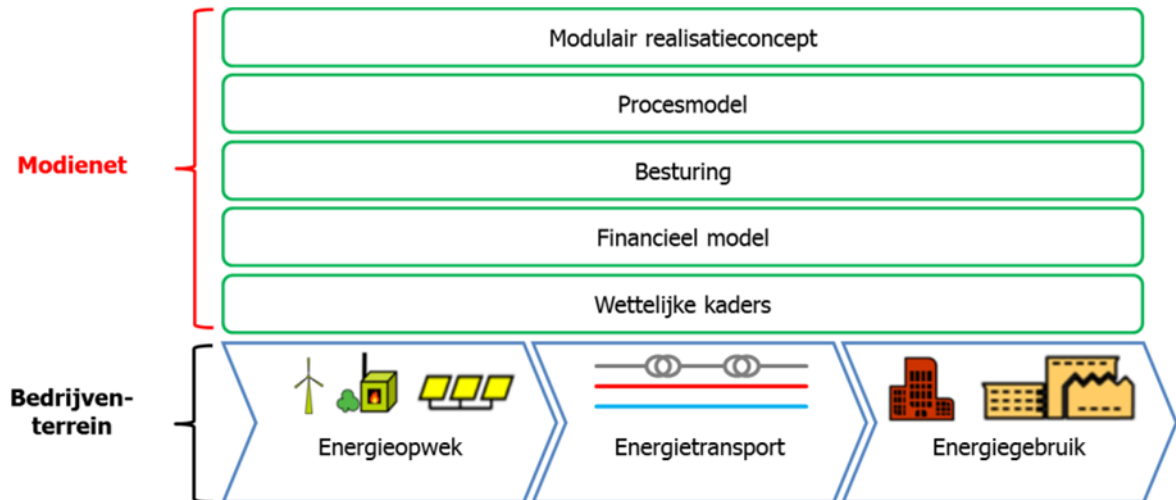 Modulair realisatieconcept
Procesmodel
Modienet
Besturing
Financieel model
Wettelijke kaders
Bedrijven-
terrein
Energieopwek
Energietransport
Energiegebruik